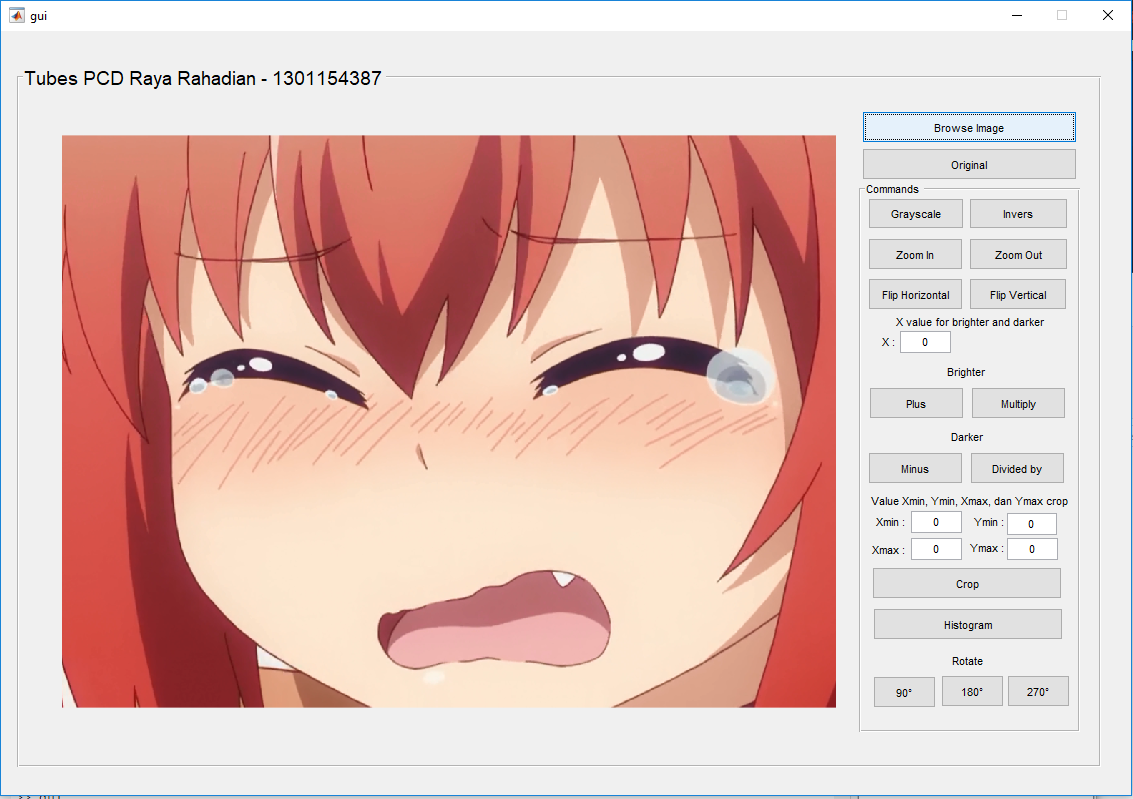 gui
Tubes PCD Raya Rahadian - 1301154387
Browse Image
Original
Commands
Grayscale Invers
Zoom In Zoom Out
Flip Horizontal Flip Vertical
X value for brighter and darker
X : 0
Brighter
Plus Multiply
Darker
Minus Divided by
Value Xmin, Ymin, Xmax, dan Ymax crop
Xmin : 0 Ymin : 0
Xmax : 0 Ymax : 0
Crop
Histogram
Rotate
90° 180° 270°